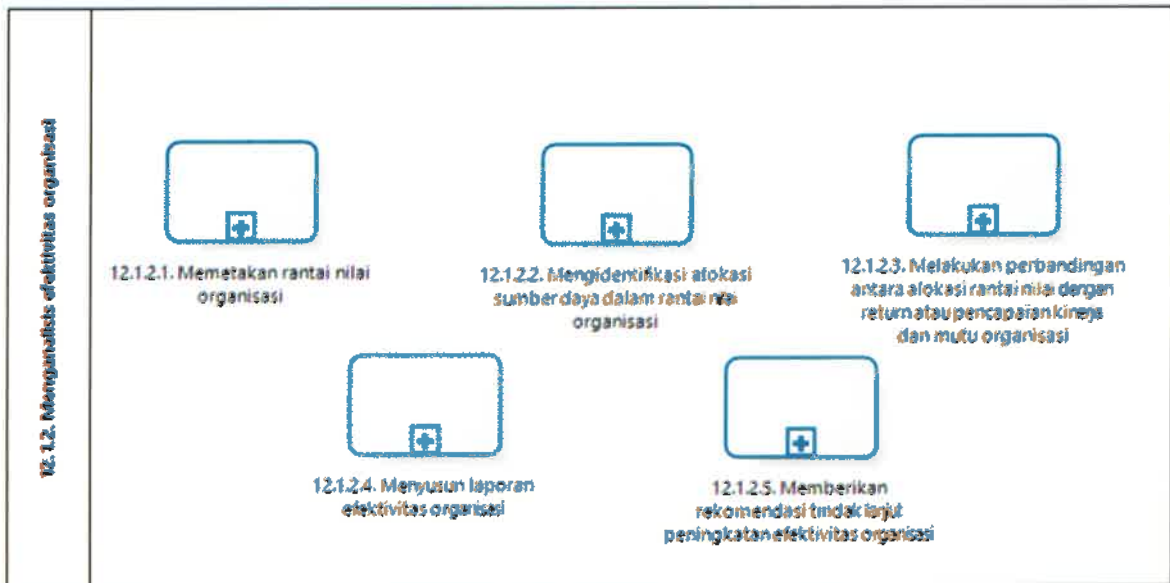 12.1.2. Menganalisis efektivitas organisasi
12.1.2.1. Memetakan rantai nilai
organisasi
12.1.2.2. Mengidentifikasi alokasi
sumber daya dalam rantai nilai
organisasi
12.1.2.3. Melakukan perbandingan
antara alokasi rantai nilai dengan
return atau pencapaian kinerja
dan mutu organisasi
12.1.2.4. Menyusun laporan
efektivitas organisasi
12.1.2.5. Memberikan
rekomendasi tindak lanjut
peningkatan efektivitas organisasi